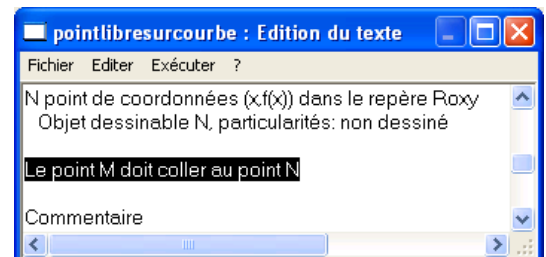 pointlibresurcourbe : Edition du texte
Fichier Editer Exécuter ?
N point de coordonnées (x,f(x)) dans le repère Roxy
Objet dessinable N, particularités: non dessiné
Le point M doit coller au point N
Commentaire